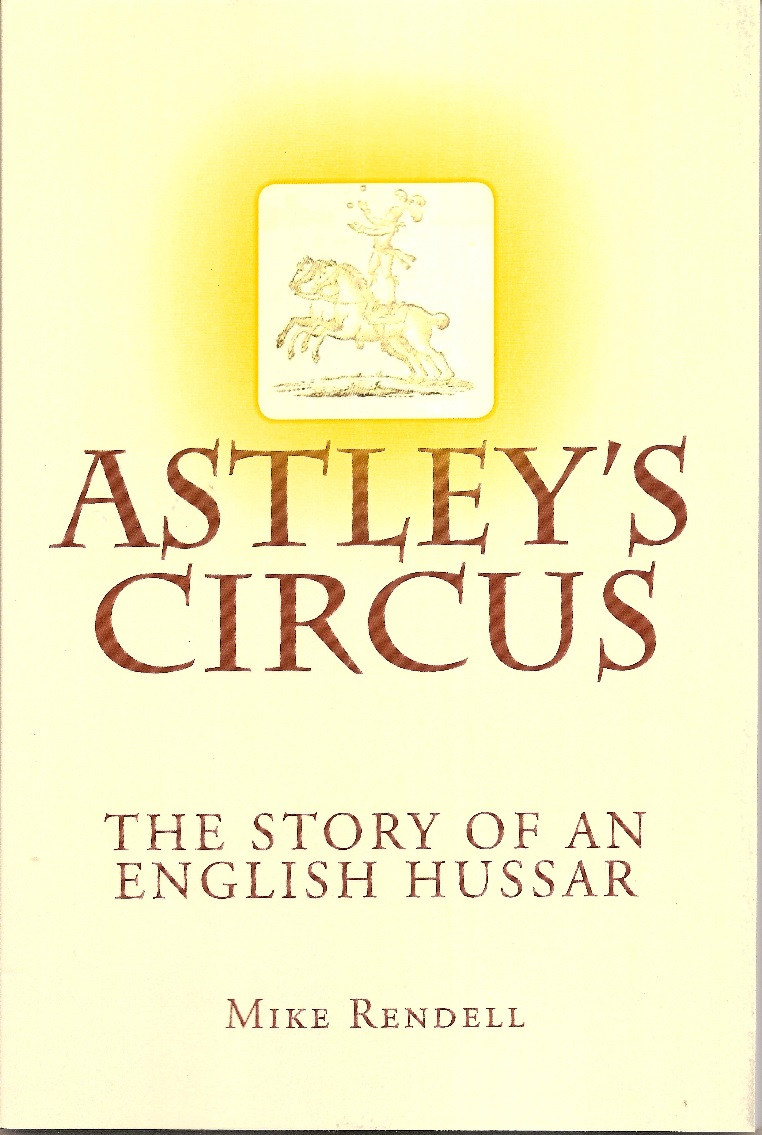 ASTLEY'S
CIRCUS
THE STORY OF AN
ENGLISH HUSSAR
MIKE RENDELL